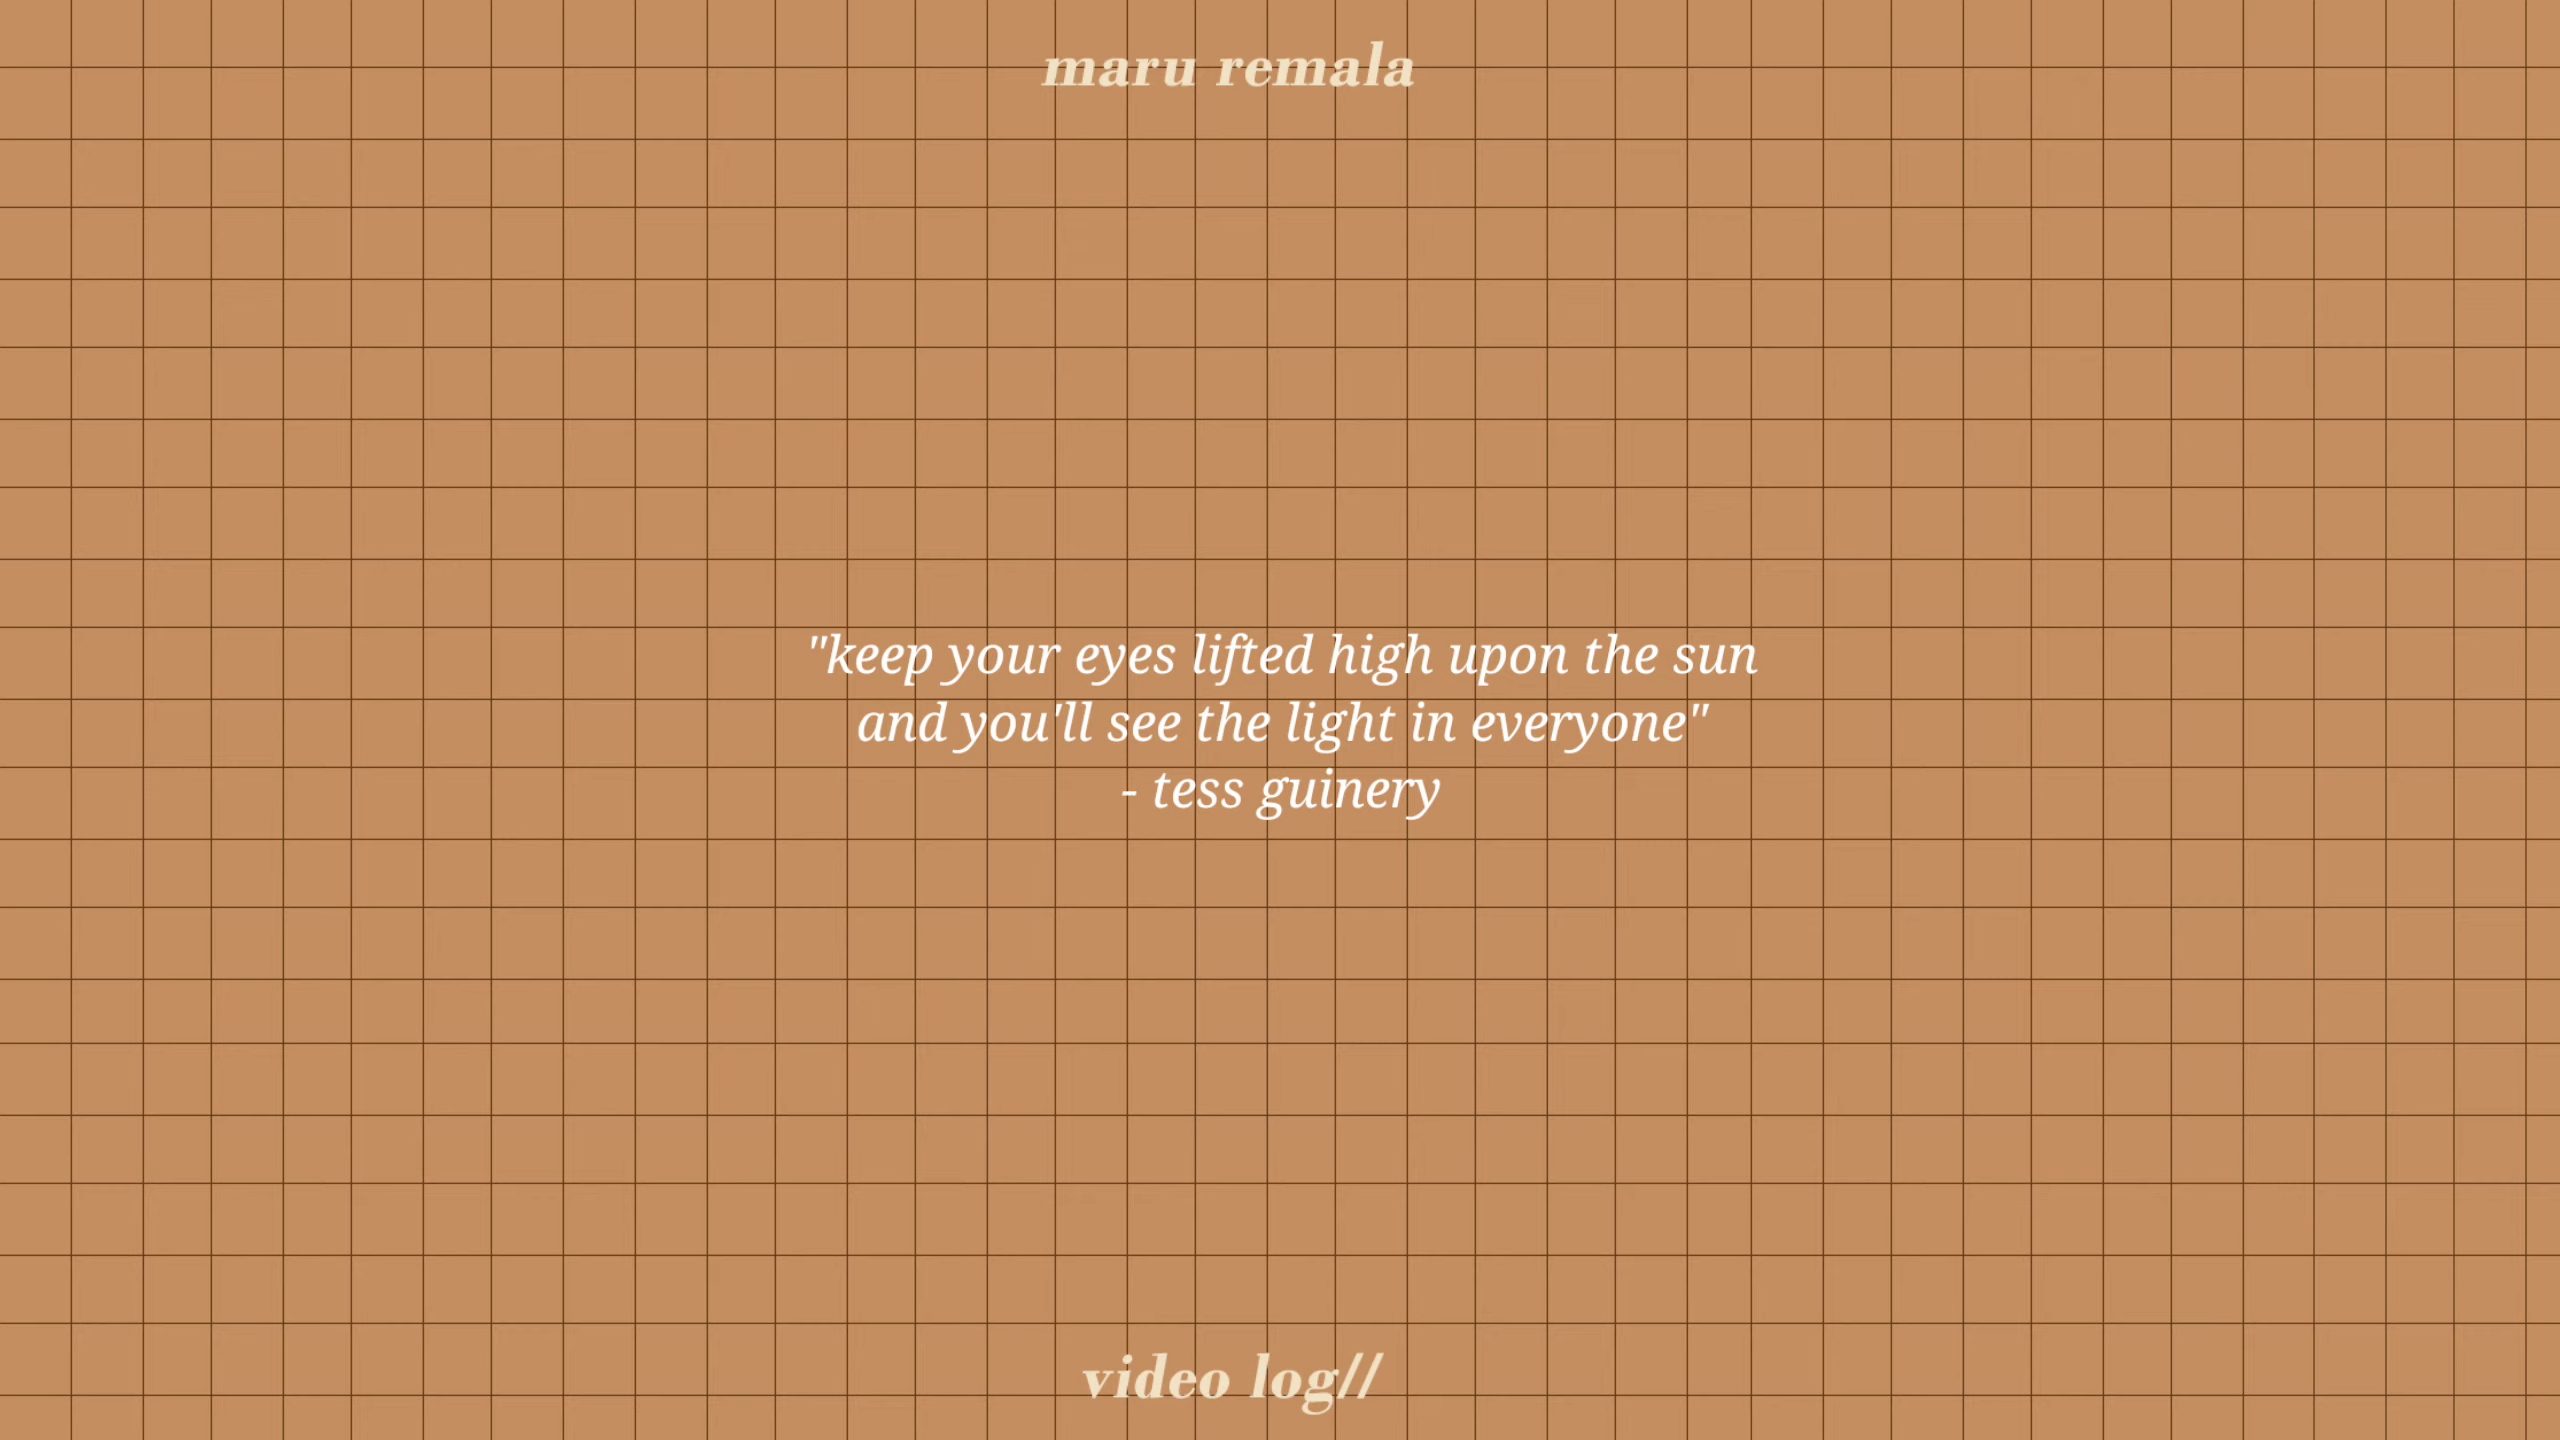 maru remala
"keep your eyes lifted high upon the sun
and you'll see the light in everyone"
- tess guinery
video log//